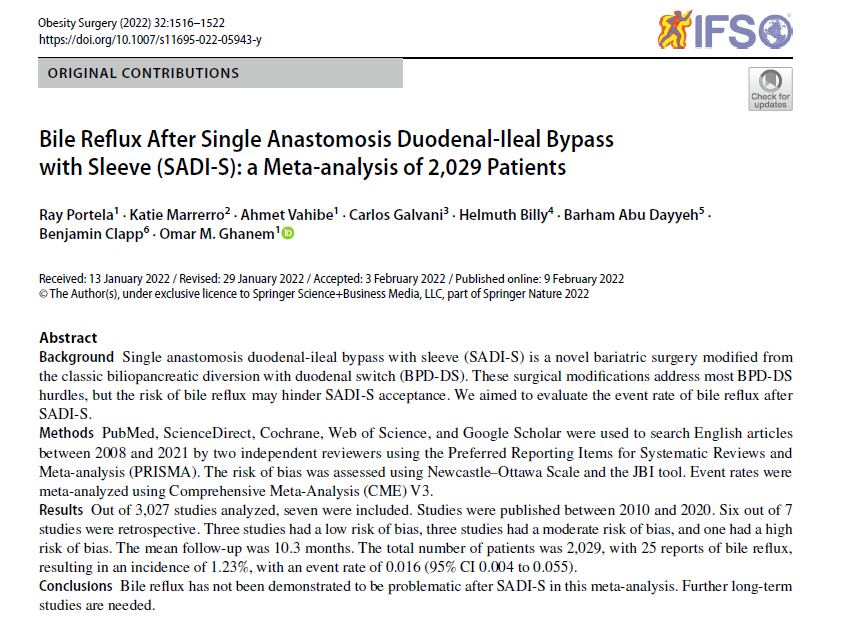 Obesity Surgery (2022) 32:1516–1522
https://doi.org/10.1007/s11695-022-05943-y
IFSO
ORIGINAL CONTRIBUTIONS
Check for
updates
Bile Reflux After Single Anastomosis Duodenal-Ileal Bypass
with Sleeve (SADI-S): a Meta-analysis of 2,029 Patients
Ray Portela1 · Katie Marrerro2 · Ahmet Vahibe1 · Carlos Galvani3 · Helmuth Billy4 · Barham Abu Dayyeh5 ·
Benjamin Clapp6 · Omar M. Ghanem1 iD
Received: 13 January 2022 / Revised: 29 January 2022 / Accepted: 3 February 2022 / Published online: 9 February 2022
© The Author(s), under exclusive licence to Springer Science+Business Media, LLC, part of Springer Nature 2022
Abstract
Background Single anastomosis duodenal-ileal bypass with sleeve (SADI-S) is a novel bariatric surgery modified from
the classic biliopancreatic diversion with duodenal switch (BPD-DS). These surgical modifications address most BPD-DS
hurdles, but the risk of bile reflux may hinder SADI-S acceptance. We aimed to evaluate the event rate of bile reflux after
SADI-S.
Methods PubMed, ScienceDirect, Cochrane, Web of Science, and Google Scholar were used to search English articles
between 2008 and 2021 by two independent reviewers using the Preferred Reporting Items for Systematic Reviews and
Meta-analysis (PRISMA). The risk of bias was assessed using Newcastle–Ottawa Scale and the JBI tool. Event rates were
meta-analyzed using Comprehensive Meta-Analysis (CME) V3.
Results Out of 3,027 studies analyzed, seven were included. Studies were published between 2010 and 2020. Six out of 7
studies were retrospective. Three studies had a low risk of bias, three studies had a moderate risk of bias, and one had a high
risk of bias. The mean follow-up was 10.3 months. The total number of patients was 2,029, with 25 reports of bile reflux,
resulting in an incidence of 1.23%, with an event rate of 0.016 (95% CI 0.004 to 0.055).
Conclusions Bile reflux has not been demonstrated to be problematic after SADI-S in this meta-analysis. Further long-term
studies are needed.